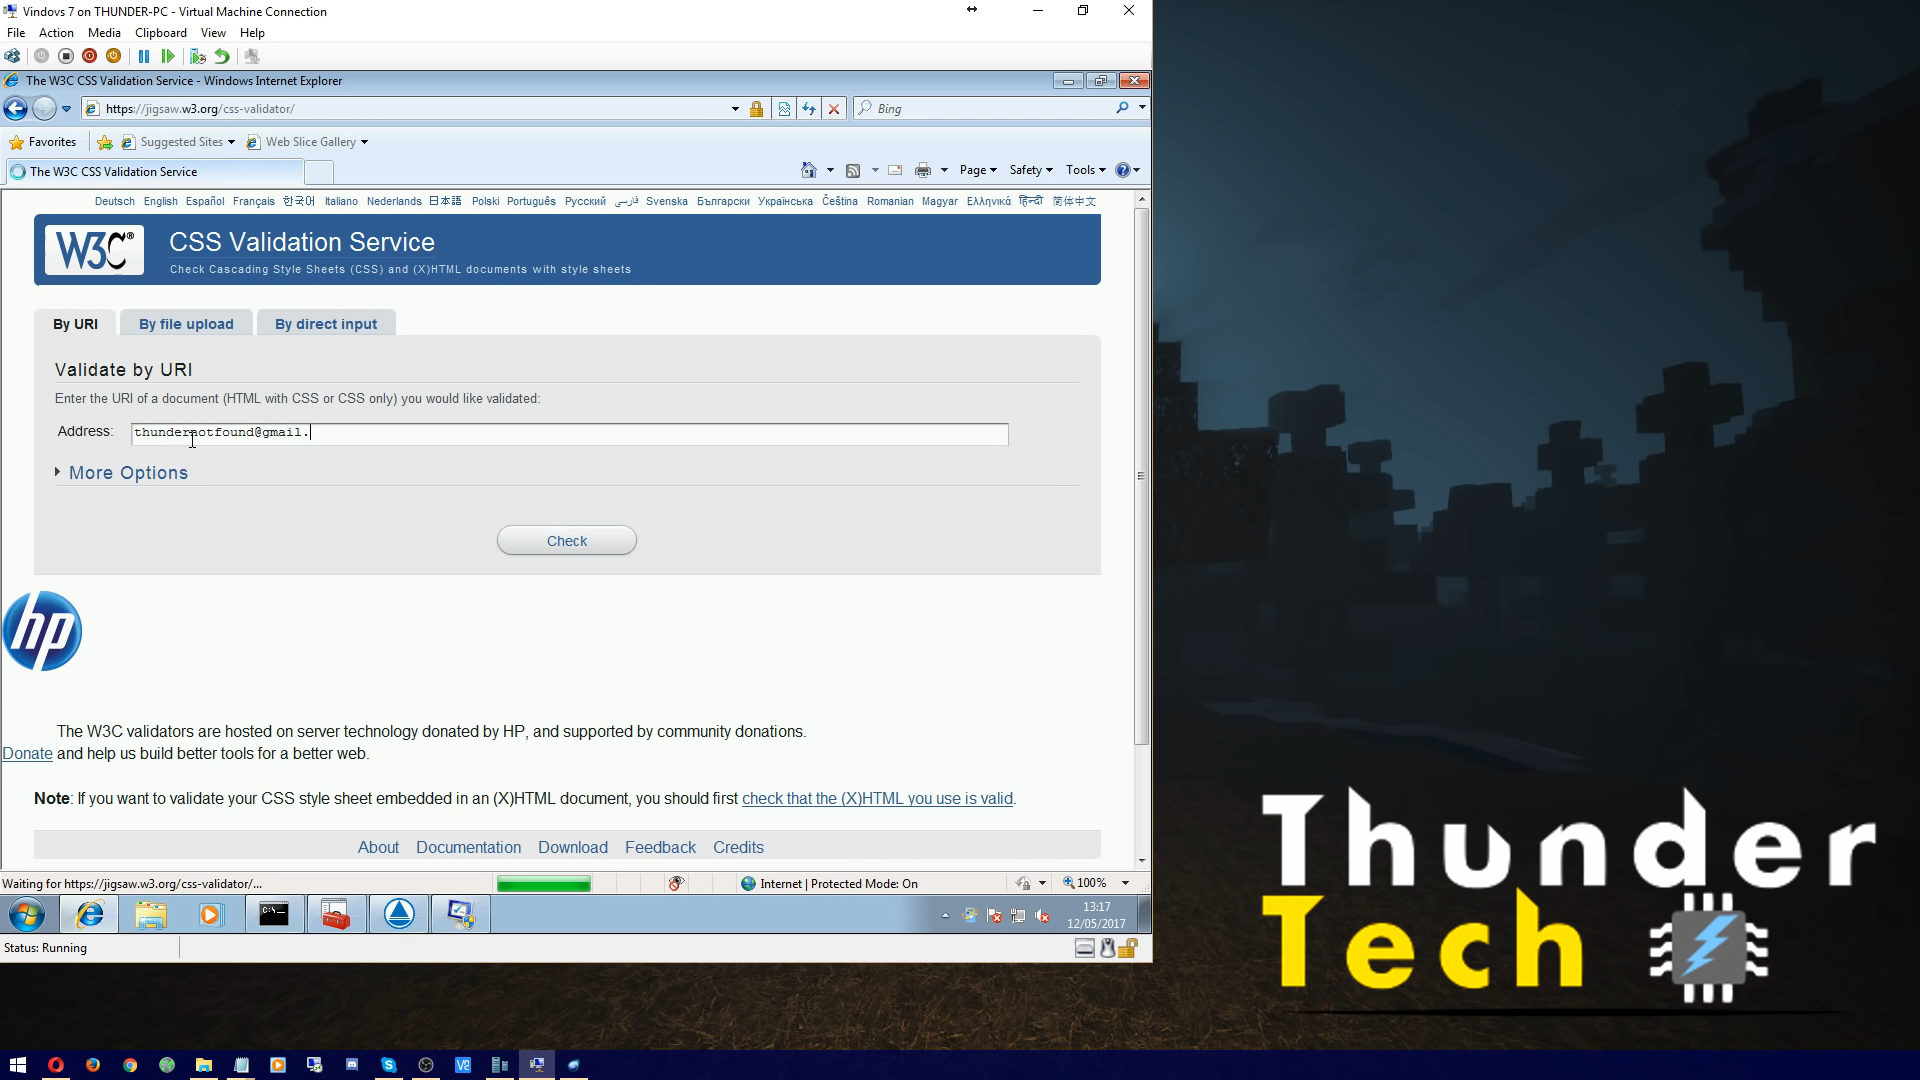 Vindovs 7 on THUNDER-PC - Virtual Machine Connection
File Action Media Clipboard View Help
The W3C CSS Validation Service - Windows Internet Explorer
https://jigsaw.w3.org/css-validator/
Bing
Favorites Suggested Sites Web Slice Gallery
The W3C CSS Validation Service
Page Safety Tools
Deutsch English Español Français 한국어 Italiano Nederlands 日本語 Polski Português Русский فارسی Svenska Български Українська Čeština Romanian Magyar Ελληνικά हिन्दी 简体中文
W3C®
CSS Validation Service
Check Cascading Style Sheets (CSS) and (X)HTML documents with style sheets
By URI By file upload By direct input
Validate by URI
Enter the URI of a document (HTML with CSS or CSS only) you would like validated:
Address: thundernotfound@gmail.
More Options
Check
hp
The W3C validators are hosted on server technology donated by HP, and supported by community donations.
Donate and help us build better tools for a better web.
Note: If you want to validate your CSS style sheet embedded in an (X)HTML document, you should first check that the (X)HTML you use is valid.
About Documentation Download Feedback Credits
Waiting for https://jigsaw.w3.org/css-validator/...
Internet | Protected Mode: On
100%
C:\_
13:17
12/05/2017
Status: Running
Thunder
Tech